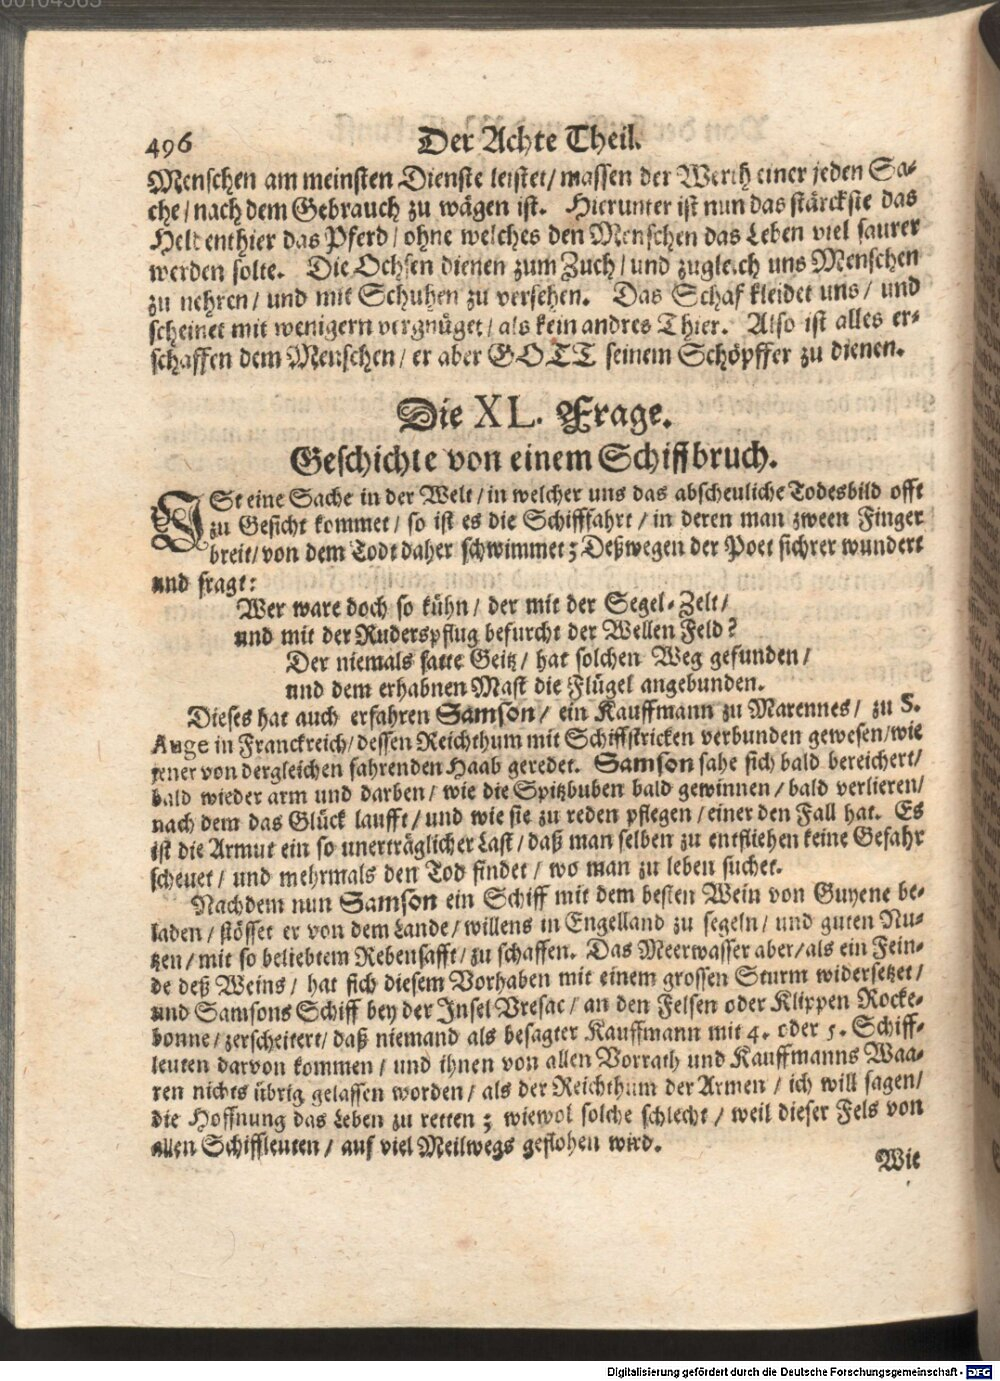 496 Der Achte Theil.
Menschen am meinsten Dienste leistet/ massen der Werth einer jeden Sa-
che/ nach dem Gebrauch zu wägen ist. Hierunter ist nun das stärckste das
Heldenthier das Pferd/ ohne welches den Menschen das Leben viel saurer
werden solte. Die Ochsen dienen zum Zuch/ und zugleich uns Menschen
zu nehren/ und mit Schuhen zu versehen. Das Schaf kleidet uns/ und
scheinet mit wenigern vergnüget/ als kein andres Thier. Also ist alles er-
schaffen dem Menschen/ er aber GOTT seinem Schöpffer zu dienen.
Die XL. Frage.
Geschichte von einem Schiffbruch.
ISt eine Sache in der Welt/ in welcher uns das abscheuliche Todesbild offt
zu Gesicht kommet/ so ist es die Schifffahrt/ in deren man zween Finger
breit/ von dem Todt daher schwimmet; Deßwegen der Poet sichrer wundert
und fragt:
Wer ware doch so kühn/ der mit der Segel-Zelt/
und mit der Ruderspflug befurcht der Wellen Feld?
Der niemals satte Geitz/ hat solchen Weg gefunden/
und dem erhabnen Mast die Flügel angebunden.
Dieses hat auch erfahren Samson/ ein Kauffmann zu Marennes/ zu S.
Auge in Franckreich/ dessen Reichthum mit Schiffstricken verbunden gewesen/ wie
jener von dergleichen fahrenden Haab geredet. Samson sahe sich bald bereichert/
bald wieder arm und darben/ wie die Spitzbuben bald gewinnen/ bald verlieren/
nach dem das Glück laufft/ und wie sie zu reden pflegen/ einer den Fall hat. Es
ist die Armut ein so unerträglicher Last/ daß man selben zu entfliehen keine Gefahr
scheuet/ und mehrmals den Tod findet/ wo man zu leben suchet.
Nachdem nun Samson ein Schiff mit dem besten Wein von Guyene be-
laden/ stösset er von dem Lande/ willens in Engelland zu segeln/ und guten Nu-
tzen/ mit so beliebtem Rebensafft/ zu schaffen. Das Meerwasser aber/ als ein Fein-
de deß Weins/ hat sich diesem Vorhaben mit einem grossen Sturm widersetzet/
und Samsons Schiff bey der Insel Vresac/ an den Felsen oder Klippen Rocke-
bonne/ zerscheitert/ daß niemand als besagter Kauffmann mit 4. oder 5. Schiff-
leuten darvon kommen/ und ihnen von allen Vorrath und Kauffmanns Waa-
ren nichts übrig gelassen worden/ als der Reichthum der Armen/ ich will sagen/
die Hoffnung das Leben zu retten; wiewol solche schlecht/ weil dieser Fels von
allen Schiffleuten/ auf viel Meilwegs geflohen wird.
Wie
Digitalisierung gefördert durch die Deutsche Forschungsgemeinschaft - DFG